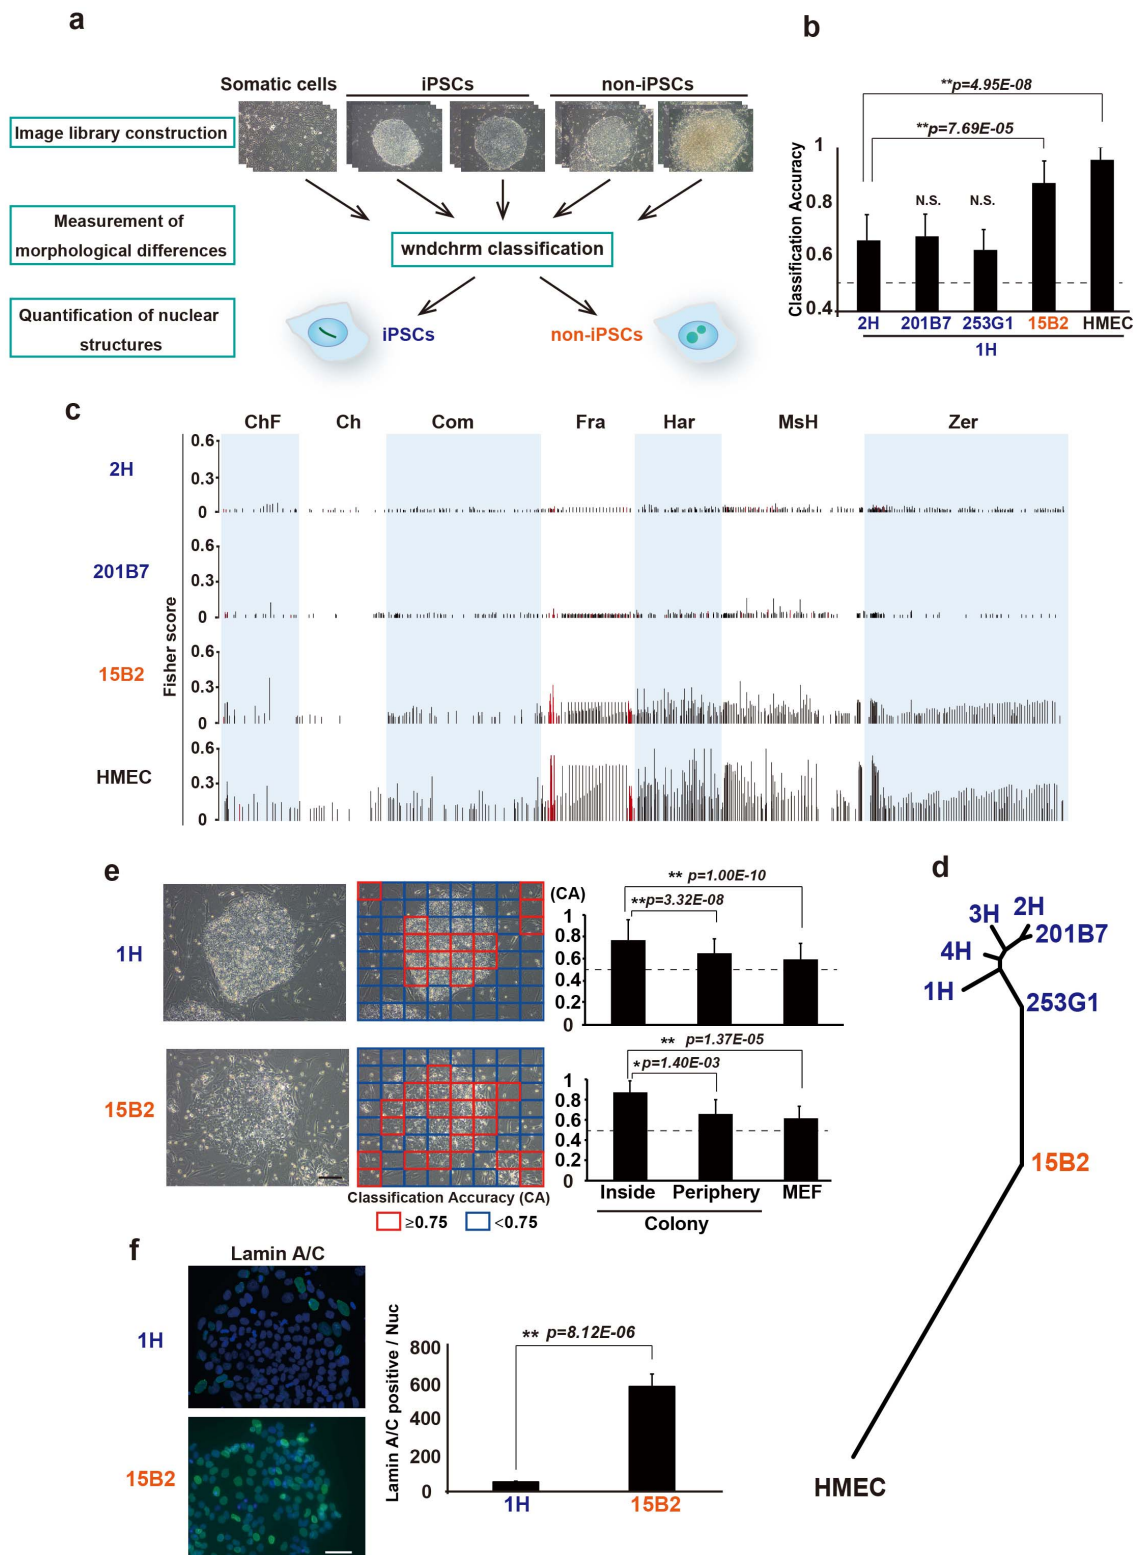 a
Somatic cells
iPSCs
non-iPSCs
Image library construction
Measurement of
morphological differences
wndchrm classification
Quantification of nuclear
structures
iPSCs
non-iPSCs
b
**p=4.95E-08
**p=7.69E-05
Classification Accuracy
1
0.8
0.6
0.4
N.S.
N.S.
2H
201B7
253G1
15B2
HMEC
1H
c
ChF
Ch
Com
Fra
Har
MsH
Zer
Fisher score
2H
0.6
0.3
0
201B7
0.6
0.3
0
15B2
0.6
0.3
0
HMEC
0.6
0.3
0
d
3H
2H
201B7
4H
1H
253G1
15B2
HMEC
e
1H
(CA)
** p=1.00E-10
**p=3.32E-08
1
0.8
0.6
0.4
0.2
0
15B2
** p=1.37E-05
*p=1.40E-03
1
0.8
0.6
0.4
0.2
0
Inside
Periphery
MEF
Colony
Classification Accuracy (CA)
≥0.75
<0.75
f
Lamin A/C
1H
15B2
Lamin A/C positive / Nuc
** p=8.12E-06
800
600
400
200
0
1H
15B2